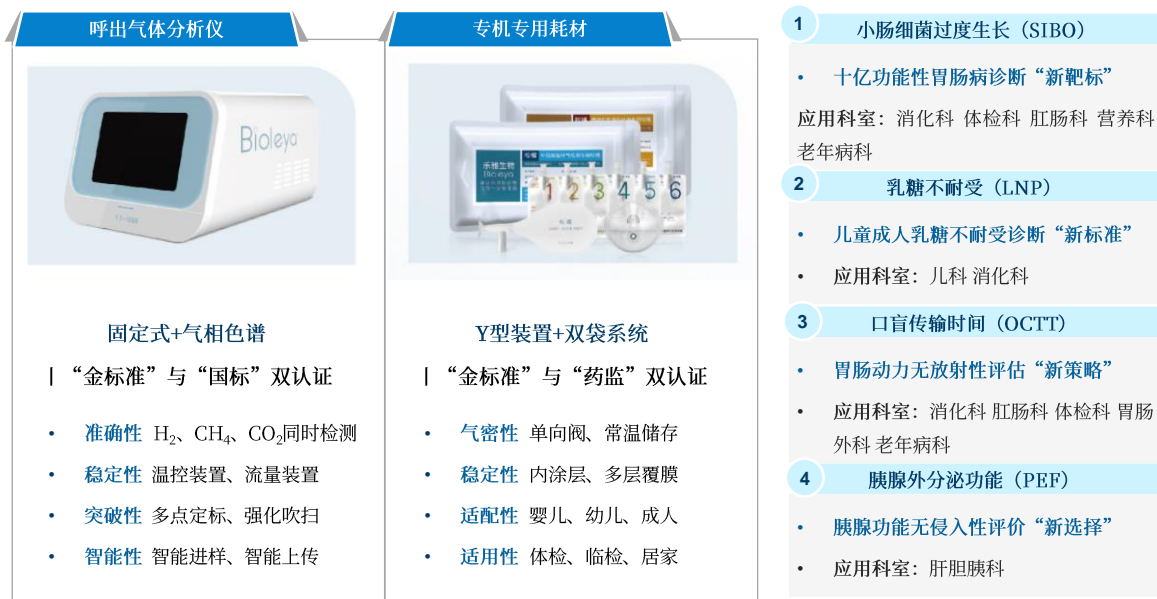 呼出气体分析仪
Bioleya
固定式+气相色谱
| “金标准”与“国标”双认证
• 准确性 H₂、CH₄、CO₂同时检测
• 稳定性 温控装置、流量装置
• 突破性 多点定标、强化吹扫
• 智能性 智能进样、智能上传
专机专用耗材
乐雅生物
Bioleya
1 2 3 4 5 6
Y型装置+双袋系统
| “金标准”与“药监”双认证
• 气密性 单向阀、常温储存
• 稳定性 内涂层、多层覆膜
• 适配性 婴儿、幼儿、成人
• 适用性 体检、临检、居家
1 小肠细菌过度生长（SIBO）
• 十亿功能性胃肠病诊断“新靶标”
应用科室：消化科 体检科 肛肠科 营养科
老年病科
2 乳糖不耐受（LNP）
• 儿童成人乳糖不耐受诊断“新标准”
• 应用科室：儿科 消化科
3 口盲传输时间（OCTT）
• 胃肠动力无放射性评估“新策略”
• 应用科室：消化科 肛肠科 体检科 胃肠
外科 老年病科
4 胰腺外分泌功能（PEF）
• 胰腺功能无侵入性评价“新选择”
• 应用科室：肝胆胰科